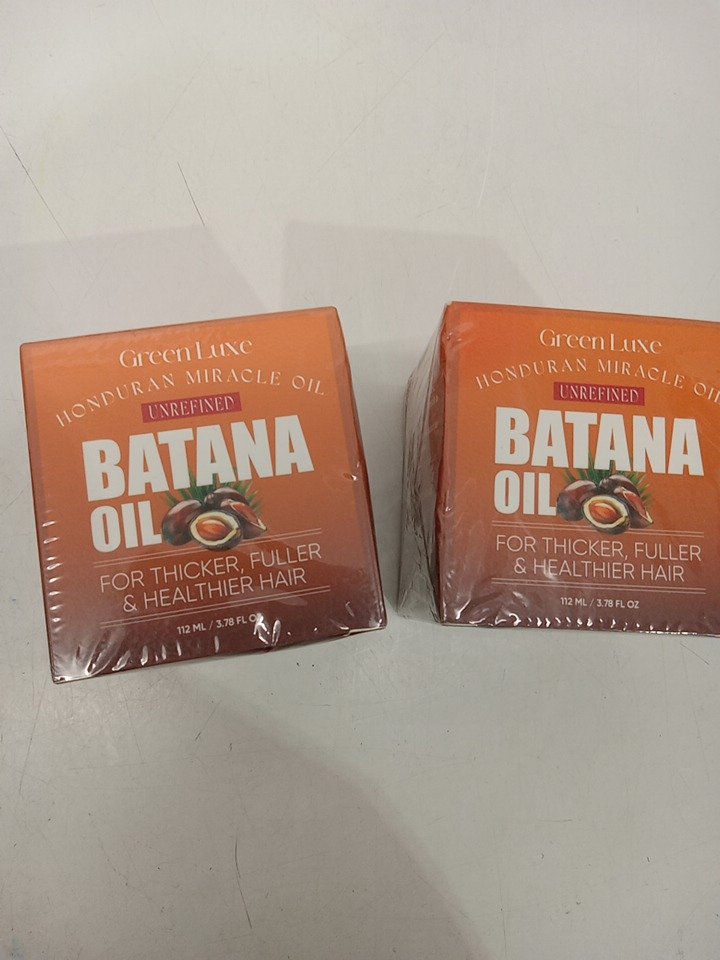 Green Luxe
HONDURAN MIRACLE OIL
UNREFINED
BATANA
OIL
FOR THICKER, FULLER
& HEALTHIER HAIR
112 ML / 3.78 FL OZ
Green Luxe
HONDURAN MIRACLE OIL
UNREFINED
BATANA
OIL
FOR THICKER, FULLER
& HEALTHIER HAIR
112 ML / 3.78 FL OZ